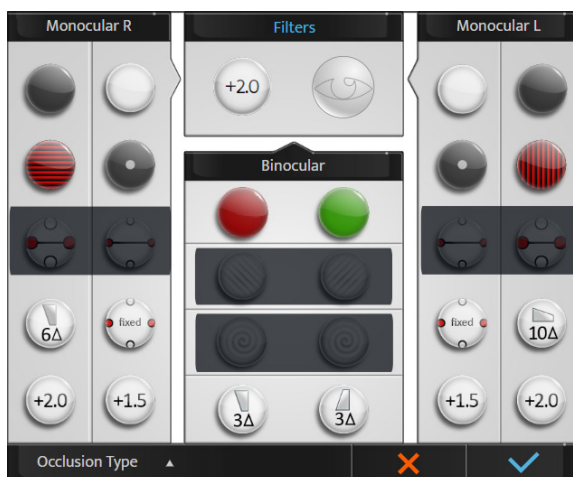 Monocular R
Filters
Monocular L
+2.0
Binocular
6Δ
fixed
fixed
10Δ
+2.0
+1.5
3Δ
3Δ
+1.5
+2.0
Occlusion Type